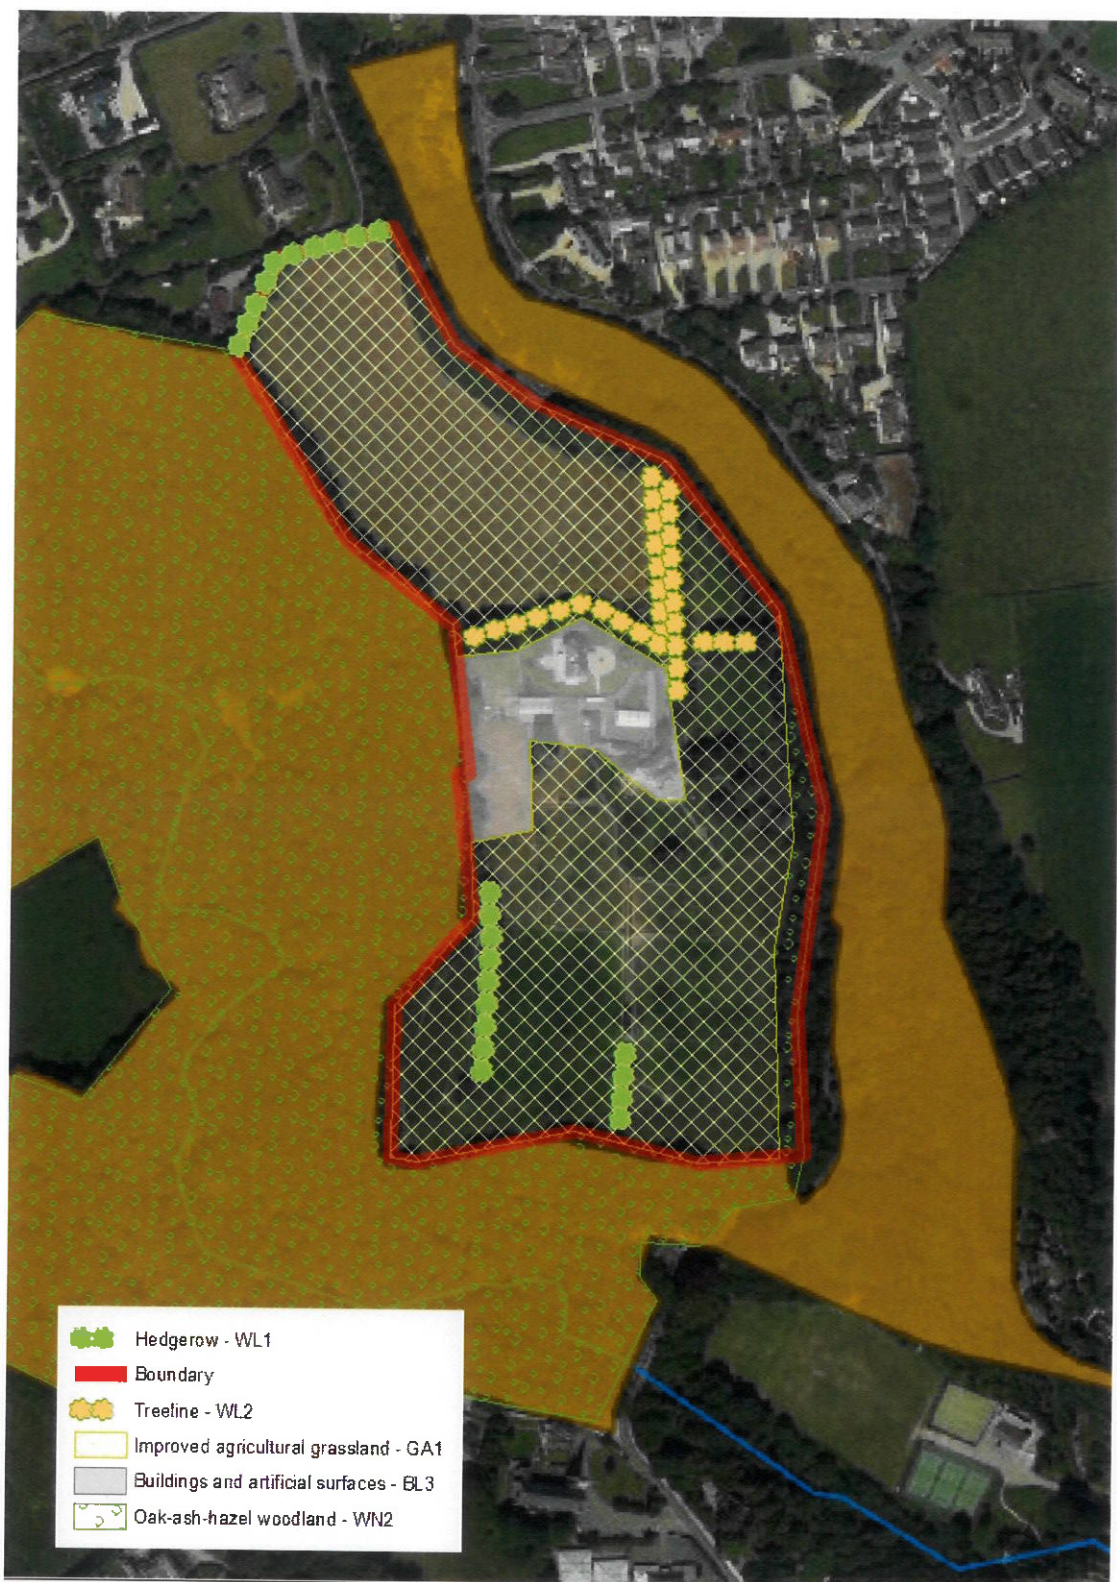 Hedgerow - WL1
Boundary
Treeline - WL2
Improved agricultural grassland - GA1
Buildings and artificial surfaces - BL3
Oak-ash-hazel woodland - WN2